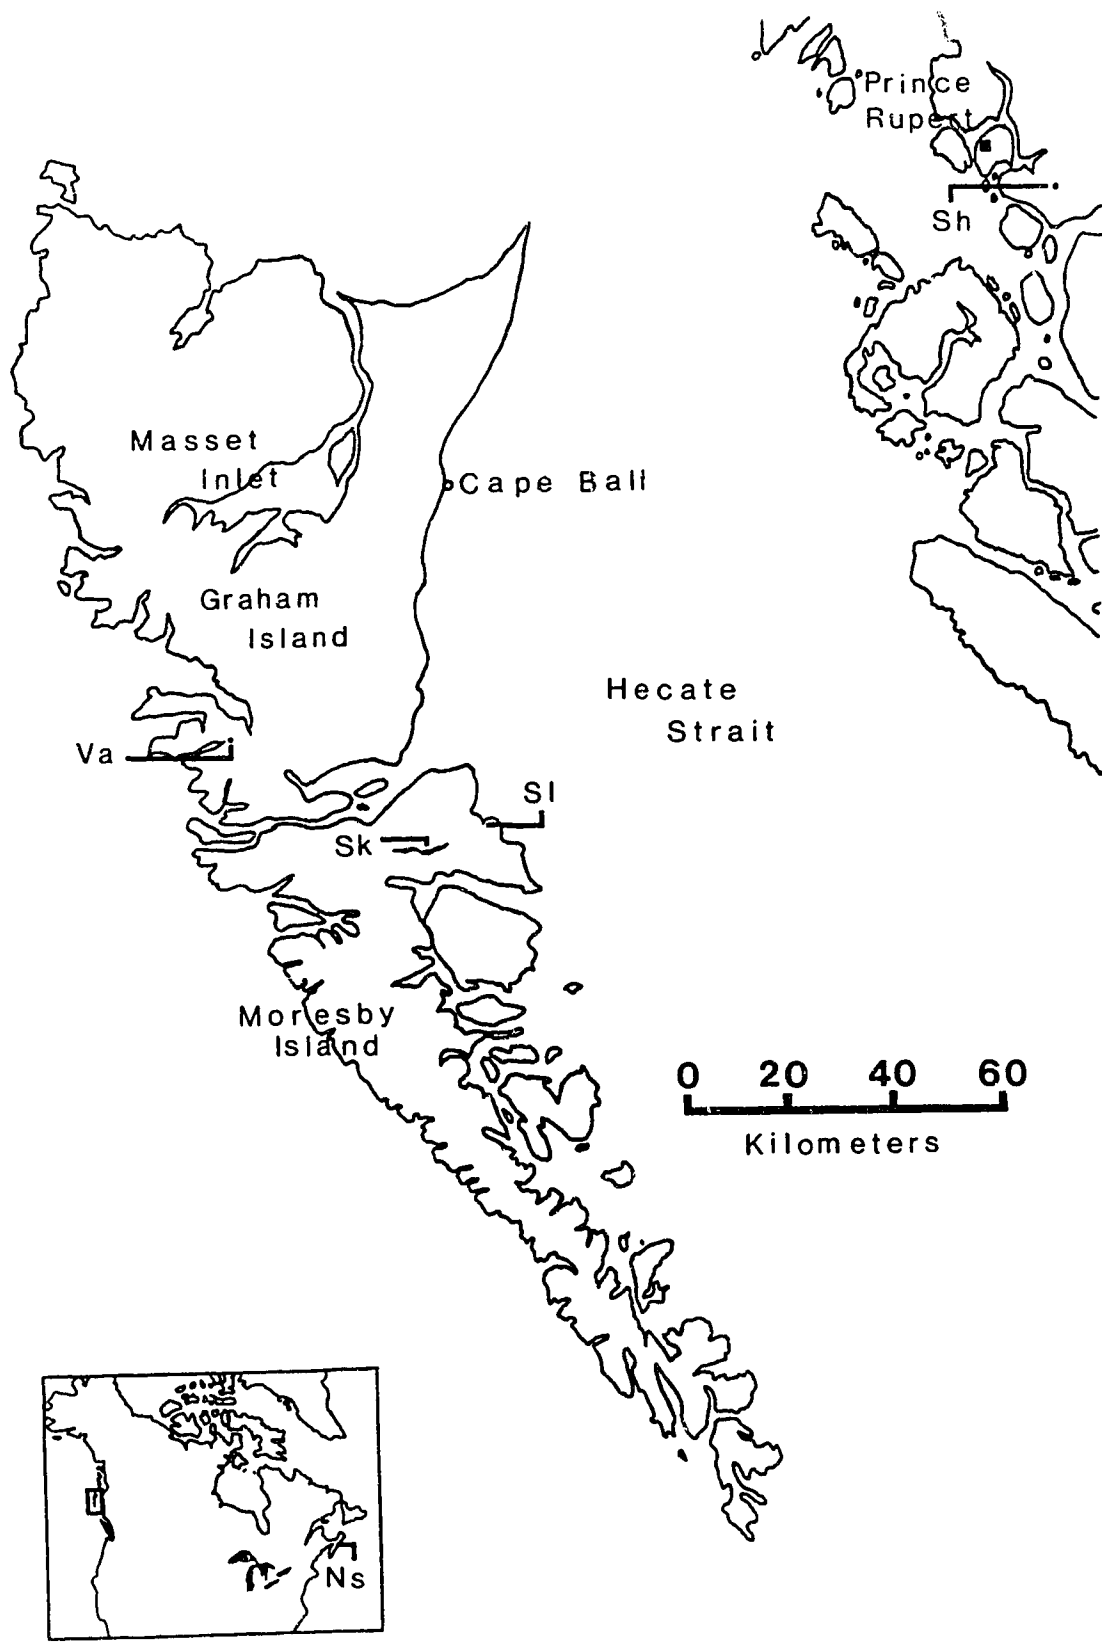 Prince
Rupert
Sh
Masset
Inlet
Cape Ball
Graham
Island
Hecate
Strait
Va
Sl
Sk
Moresby
Island
0 20 40 60
Kilometers
Ns